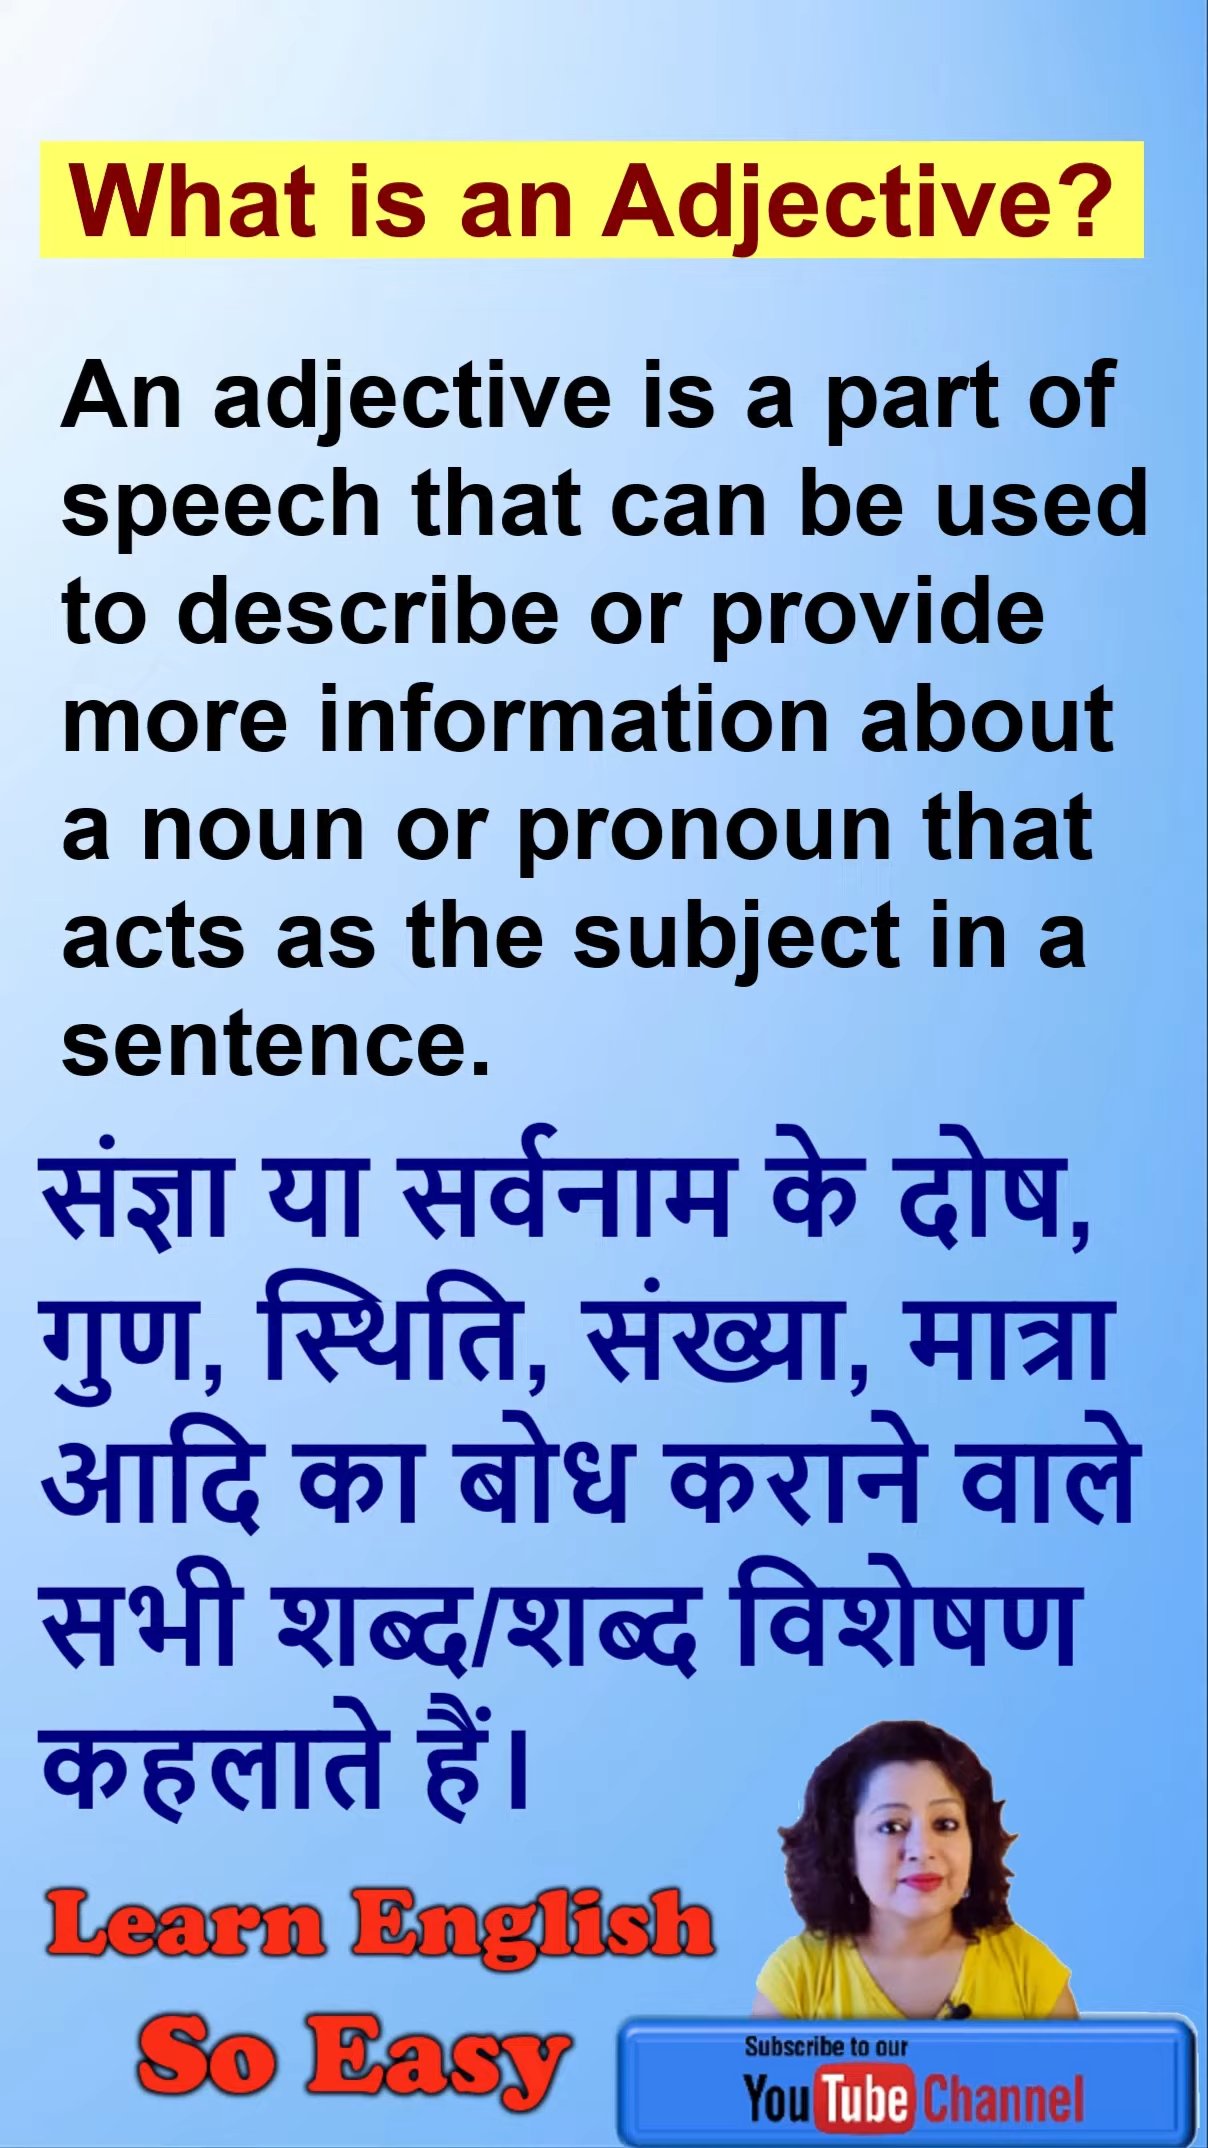 What is an Adjective?
An adjective is a part of
speech that can be used
to describe or provide
more information about
a noun or pronoun that
acts as the subject in a
sentence.
संज्ञा या सर्वनाम के दोष,
गुण, स्थिति, संख्या, मात्रा
आदि का बोध कराने वाले
सभी शब्द/शब्द विशेषण
कहलाते हैं।
Learn English
So Easy
Subscribe to our
YouTube Channel